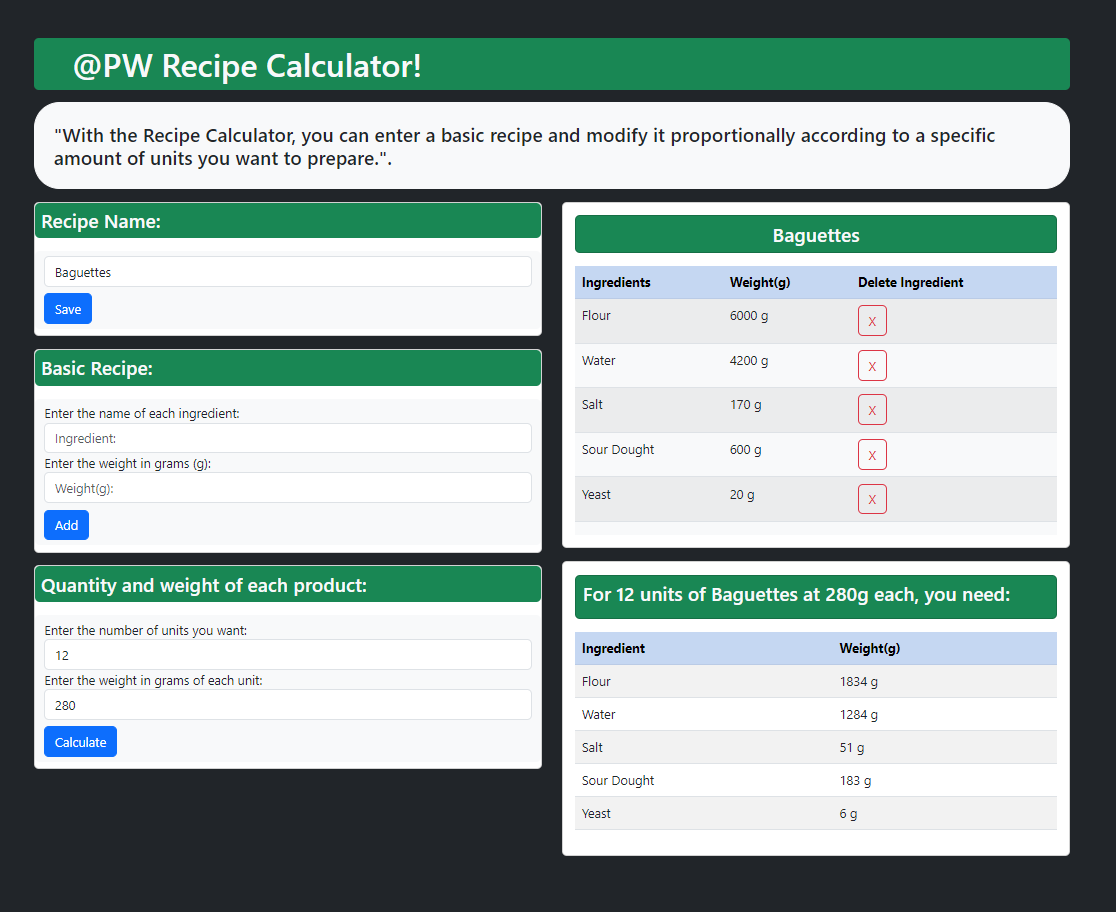 @PW Recipe Calculator!
"With the Recipe Calculator, you can enter a basic recipe and modify it proportionally according to a specific
amount of units you want to prepare.".
Recipe Name:
Baguettes
Save
Basic Recipe:
Enter the name of each ingredient:
Ingredient:
Enter the weight in grams (g):
Weight(g):
Add
Quantity and weight of each product:
Enter the number of units you want:
12
Enter the weight in grams of each unit:
280
Calculate
Baguettes
Ingredients Weight(g) Delete Ingredient
Flour 6000 g X
Water 4200 g X
Salt 170 g X
Sour Dought 600 g X
Yeast 20 g X
For 12 units of Baguettes at 280g each, you need:
Ingredient Weight(g)
Flour 1834 g
Water 1284 g
Salt 51 g
Sour Dought 183 g
Yeast 6 g